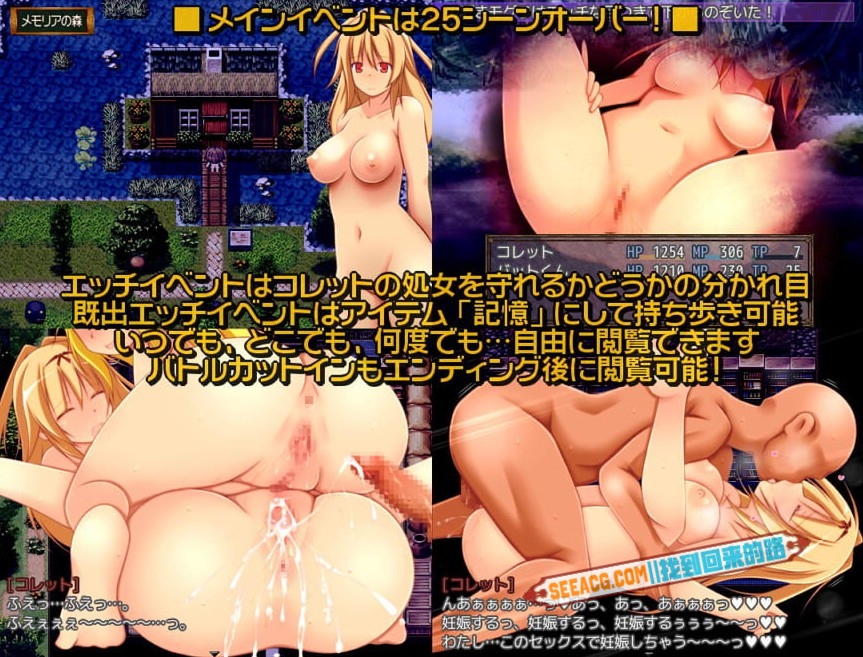 メモリアの森
■メインイベントは25シーンオーバー!■
のぞいた!
コレット HP 1254 MP 306 TP 7
エッチイベントはコレットの処女を守れるかどうかの分かれ目
既出エッチイベントはアイテム「記憶」にして持ち歩き可能
いつでも、どこでも、何度でも…自由に閲覧できます
バトルカットインもエンディング後に閲覧可能!
[コレット]
ふえっ…ふえっ…。
ふえぇぇぇ~~~~~…っ。
SEEACG.COM||找到回来的路
[コレット]
んあぁぁぁぁ…っ♥あっ、あっ、あぁぁぁっ♥♥♥
妊娠するっ、妊娠するっ、妊娠するぅぅぅ~~っ♥♥
わたし…このセックスで妊娠しちゃう~~~っ♥♥♥